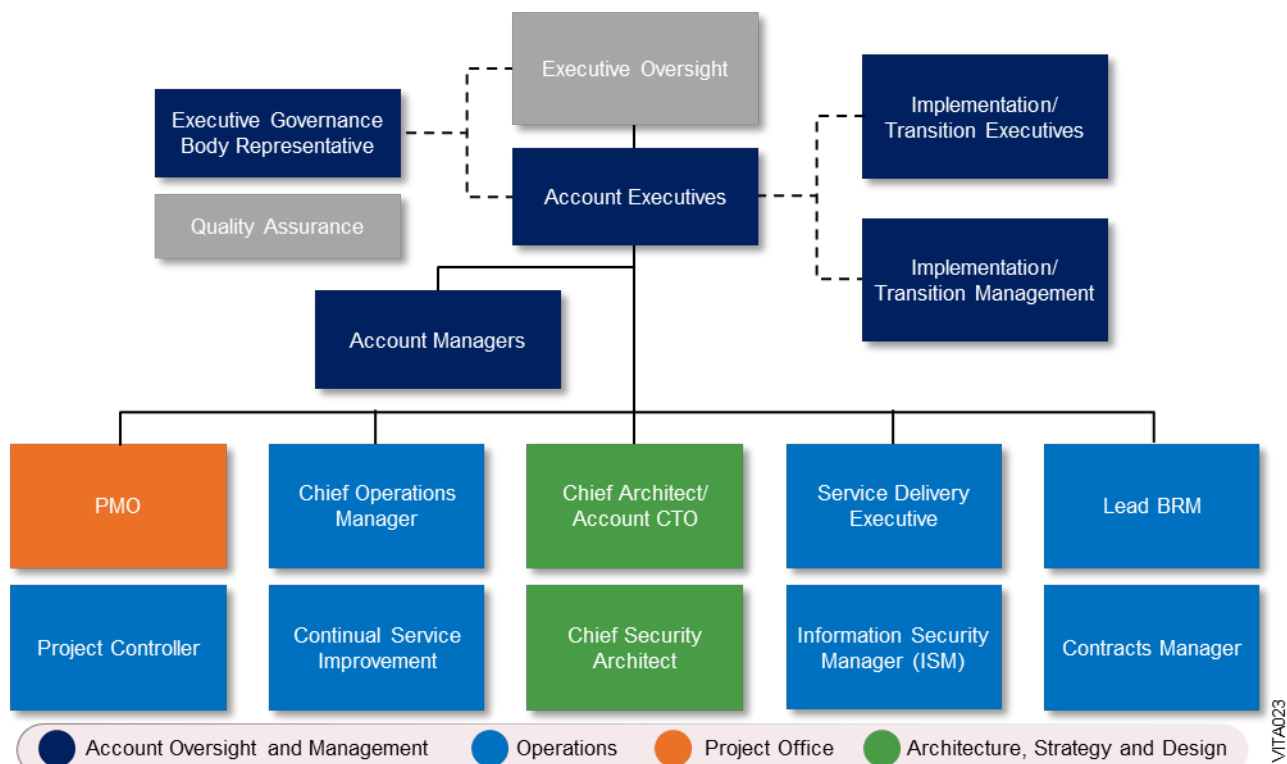 Executive Oversight
Executive Governance
Body Representative
Implementation/
Transition Executives
Account Executives
Quality Assurance
Implementation/
Transition Management
Account Managers
PMO
Chief Operations
Manager
Chief Architect/
Account CTO
Service Delivery
Executive
Lead BRM
Project Controller
Continual Service
Improvement
Chief Security
Architect
Information Security
Manager (ISM)
Contracts Manager
Account Oversight and Management
Operations
Project Office
Architecture, Strategy and Design
VITA023